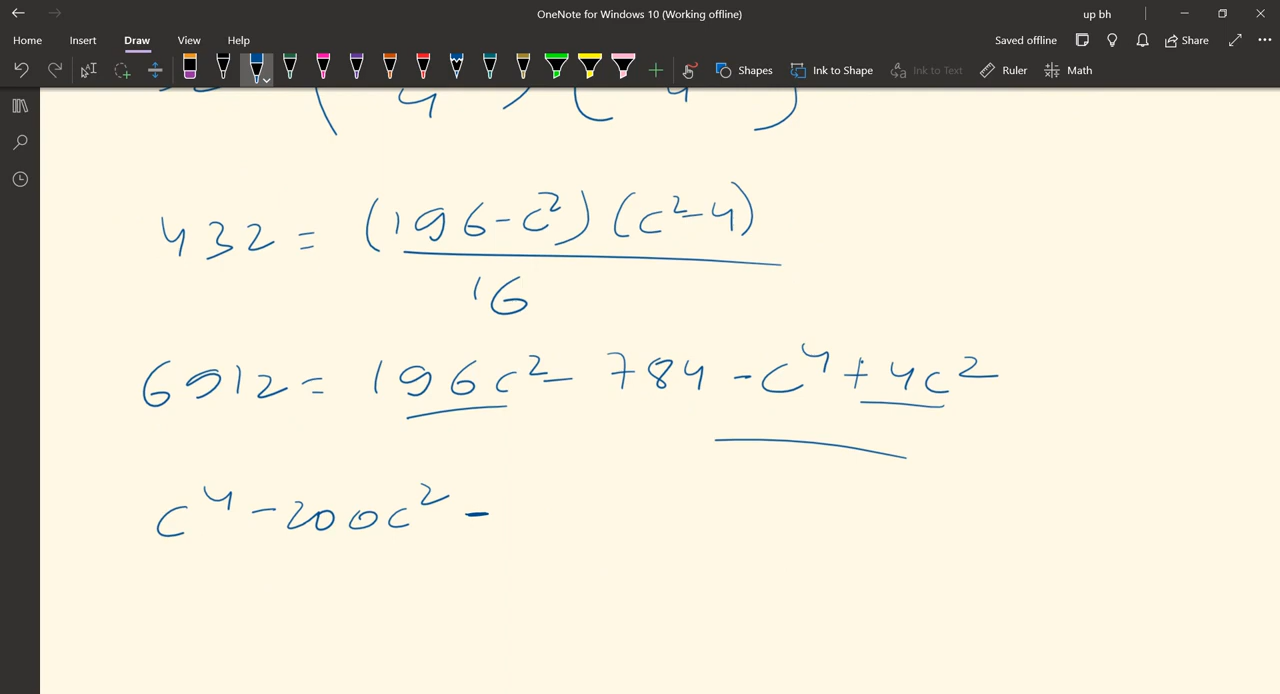 OneNote for Windows 10 (Working offline)
up bh
Home Insert Draw View Help
Saved offline
Share
Shapes
Ink to Shape
Ink to Text
Ruler
Math
4 4
432 = (196-c²) (c²-4)
16
6912 = 196c² - 784 - c⁴ + 4c²
c⁴ - 200c² -